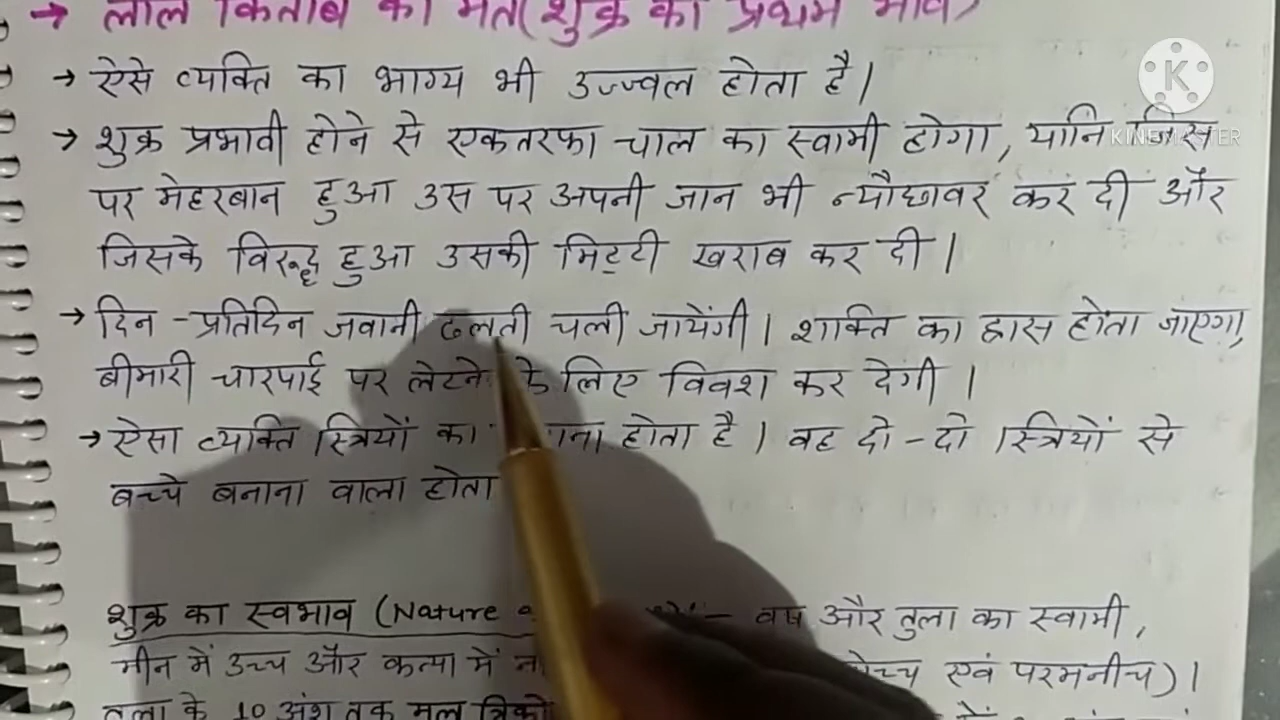 → लाल किताब का मत (शुक्र का प्रथम भाव)
→ ऐसे व्यक्ति का भाग्य भी उज्ज्वल होता है।
→ शुक्र प्रभावी होने से एकतरफा चाल का स्वामी होगा, यानि जिस
पर मेहरबान हुआ उस पर अपनी जान भी न्यौछावर कर दी और
जिसके विरूद्ध हुआ उसकी मिट्टी खराब कर दी।
→ दिन-प्रतिदिन जवानी ढलती चली जायेंगी। शक्ति का ह्रास होता जाएगा,
बीमारी चारपाई पर लेटने के लिए विवश कर देगी।
→ ऐसा व्यक्ति स्त्रियों का होता है। वह दो-दो स्त्रियों से
बच्चे बनाना वाला होता
शुक्र का स्वभाव (Nature - वृष और तुला का स्वामी,
मीन में उच्च और कन्या में एवं परमनीच)।
तुला के 10 अंश तक मूल
K
KINEMASTER